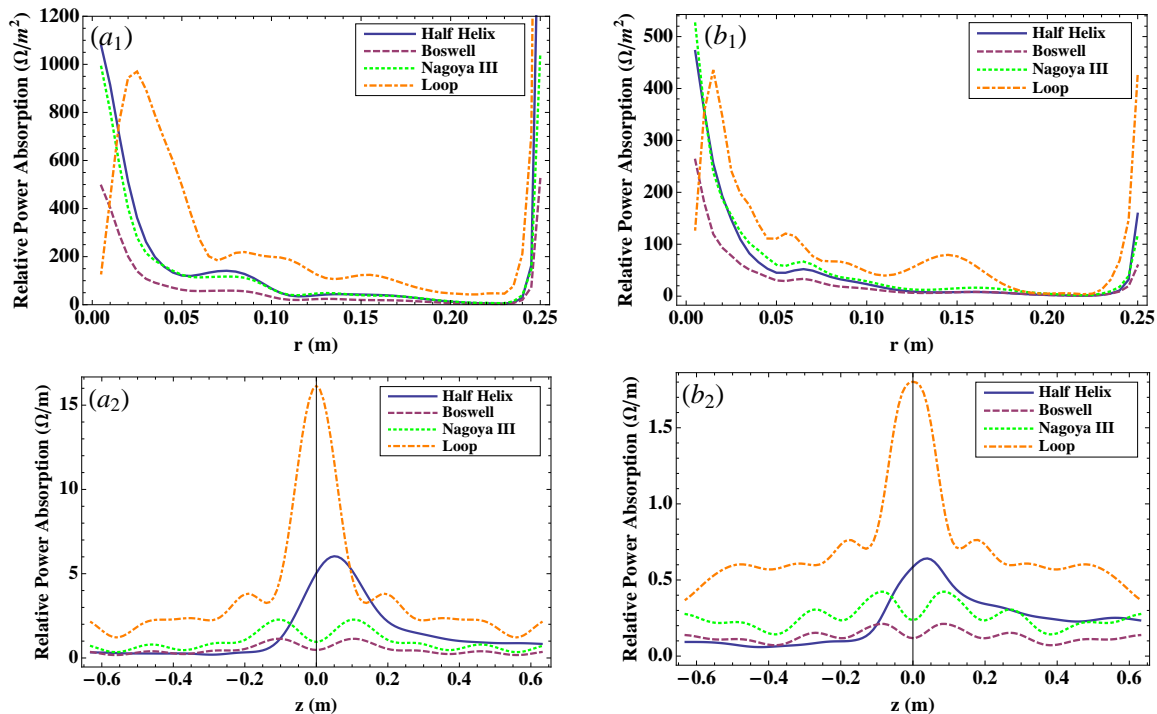 (a1)
Half Helix
Boswell
Nagoya III
Loop
Relative Power Absorption (Ω/m²)
1200
1000
800
600
400
200
0
0.00 0.05 0.10 0.15 0.20 0.25
r (m)
(b1)
Half Helix
Boswell
Nagoya III
Loop
Relative Power Absorption (Ω/m²)
500
400
300
200
100
0
0.00 0.05 0.10 0.15 0.20 0.25
r (m)
(a2)
Half Helix
Boswell
Nagoya III
Loop
Relative Power Absorption (Ω/m)
15
10
5
0
−0.6 −0.4 −0.2 0.0 0.2 0.4 0.6
z (m)
(b2)
Half Helix
Boswell
Nagoya III
Loop
Relative Power Absorption (Ω/m)
1.5
1.0
0.5
0.0
−0.6 −0.4 −0.2 0.0 0.2 0.4 0.6
z (m)